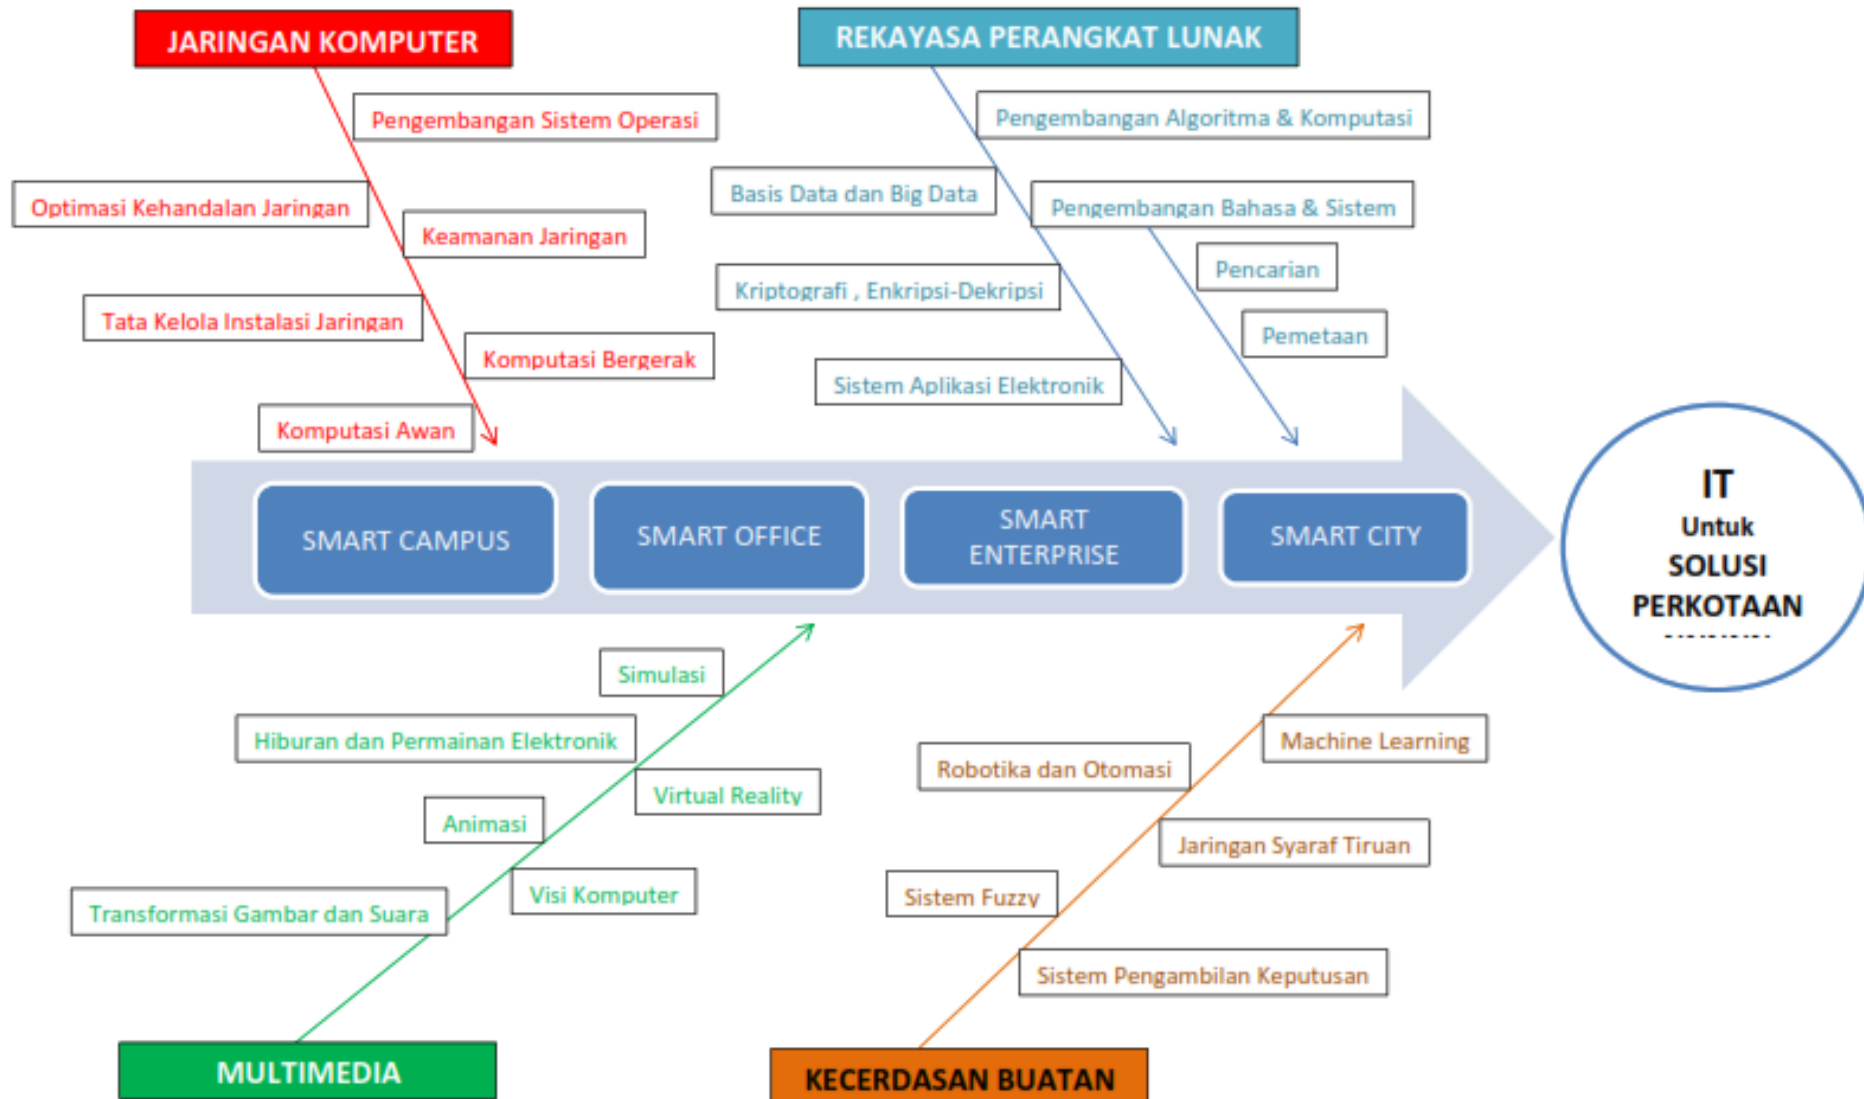 JARINGAN KOMPUTER
REKAYASA PERANGKAT LUNAK
Pengembangan Sistem Operasi
Optimasi Kehandalan Jaringan
Keamanan Jaringan
Tata Kelola Instalasi Jaringan
Komputasi Bergerak
Komputasi Awan
Pengembangan Algoritma & Komputasi
Basis Data dan Big Data
Pengembangan Bahasa & Sistem
Pencarian
Kriptografi , Enkripsi-Dekripsi
Pemetaan
Sistem Aplikasi Elektronik
SMART CAMPUS
SMART OFFICE
SMART
ENTERPRISE
SMART CITY
IT
Untuk
SOLUSI
PERKOTAAN
Simulasi
Hiburan dan Permainan Elektronik
Virtual Reality
Animasi
Visi Komputer
Transformasi Gambar dan Suara
MULTIMEDIA
Machine Learning
Robotika dan Otomasi
Jaringan Syaraf Tiruan
Sistem Fuzzy
Sistem Pengambilan Keputusan
KECERDASAN BUATAN